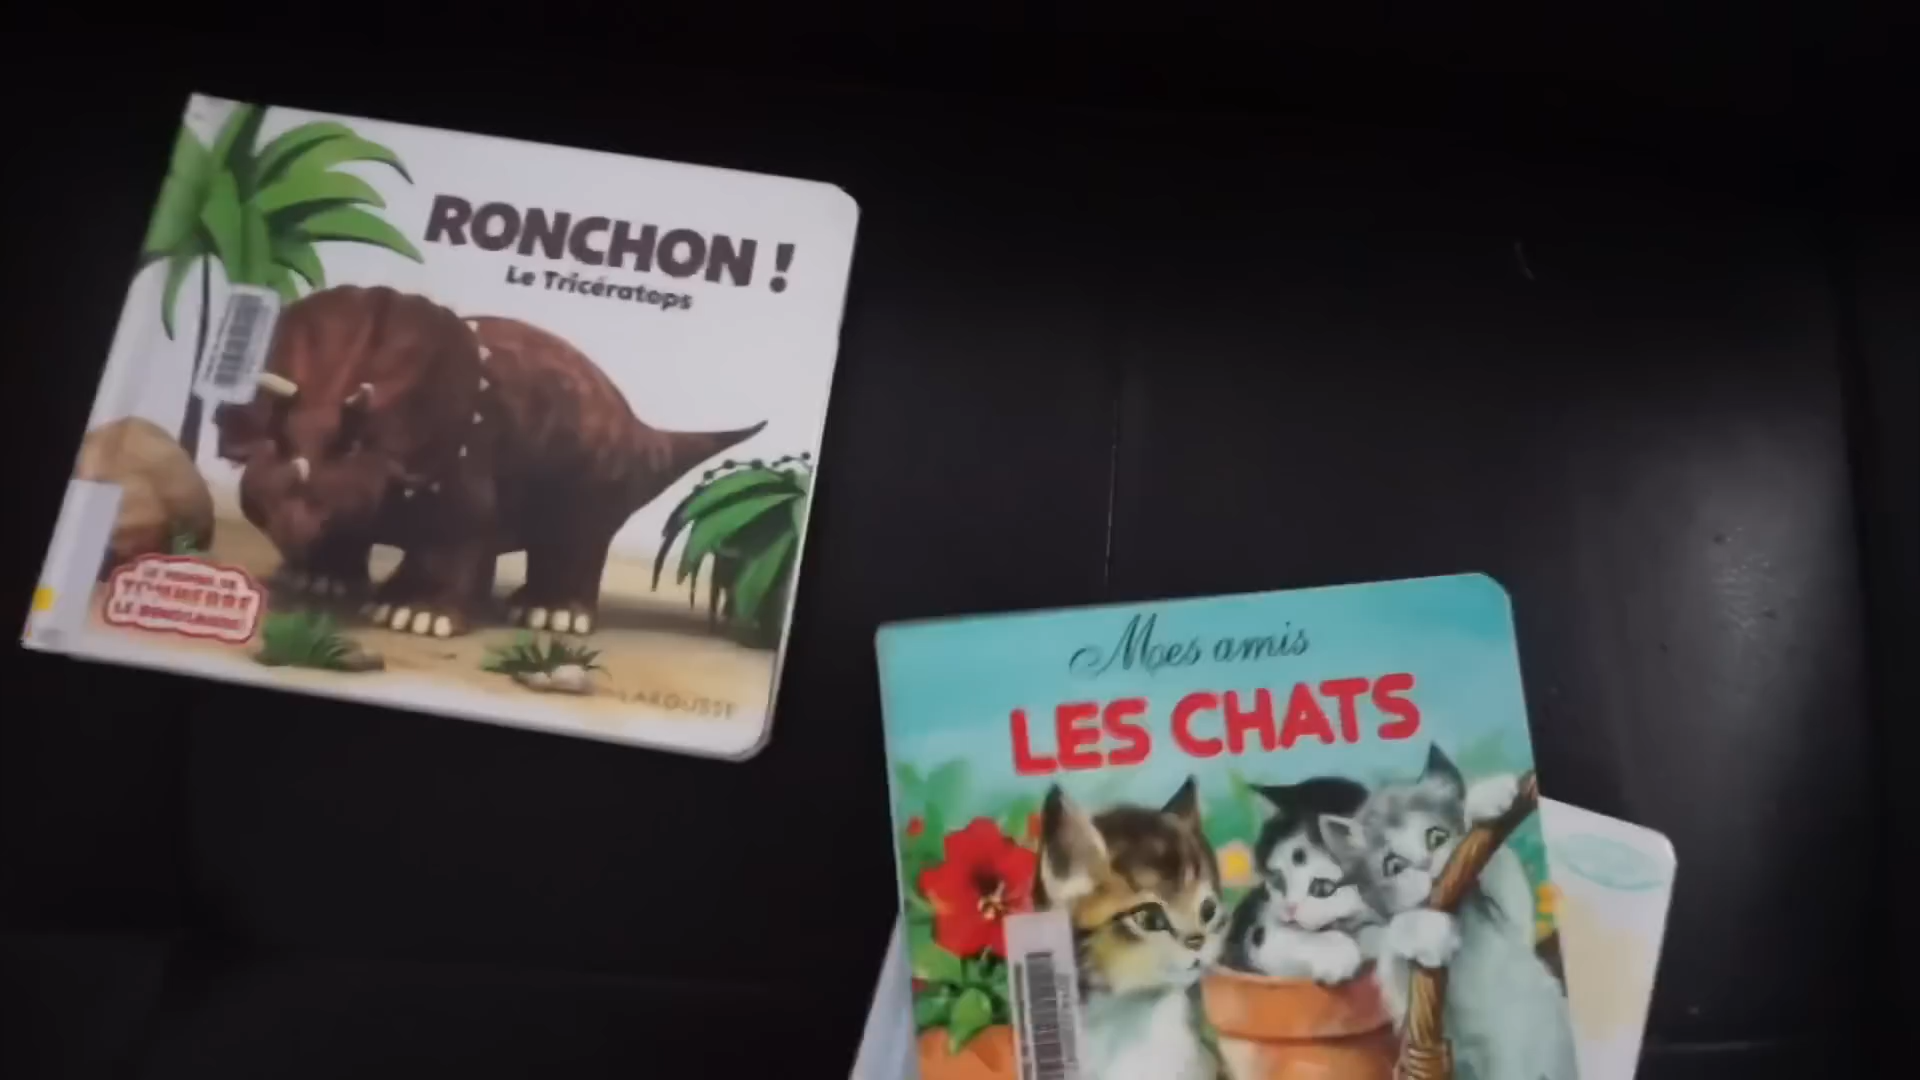 RONCHON !
Le Tricératops
LAROUSSE
Mes amis
LES CHATS